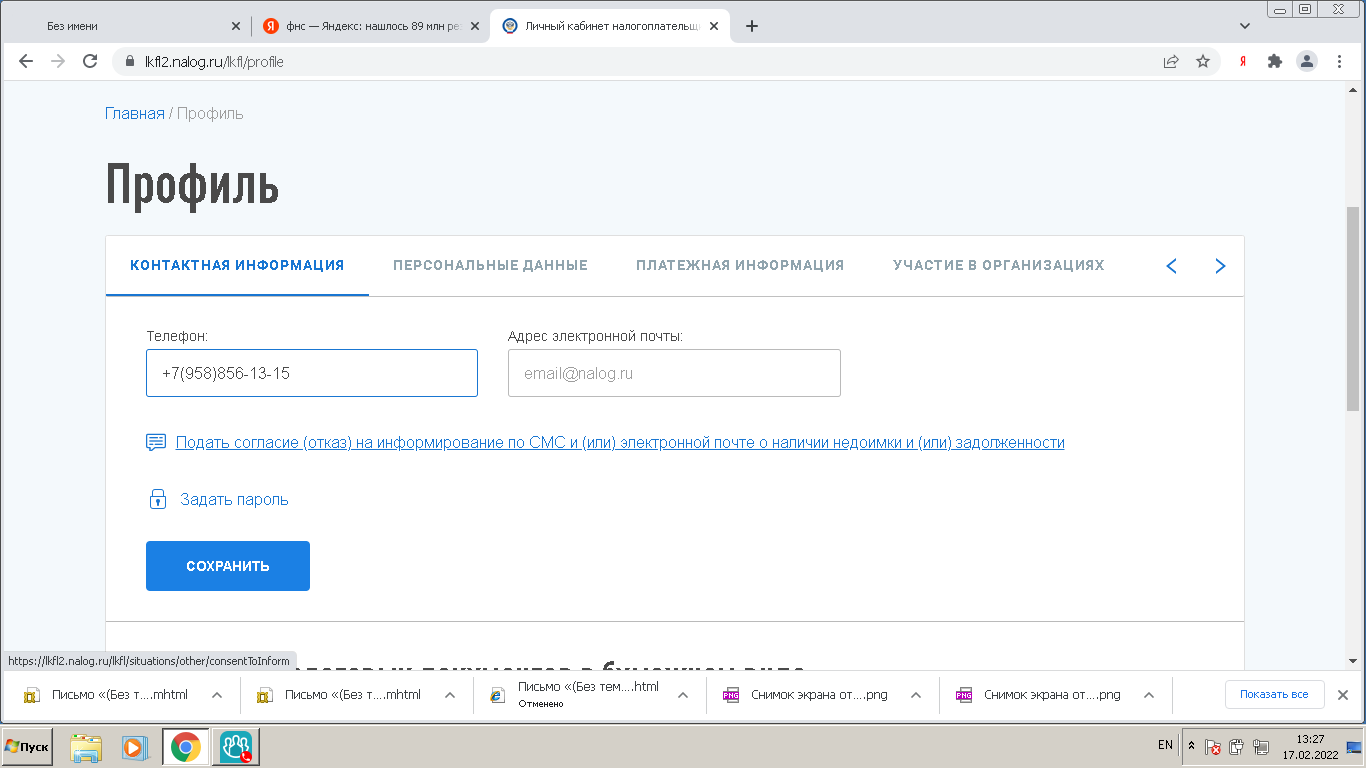 Без имени
фнс — Яндекс: нашлось 89 млн ре
Личный кабинет налогоплательщ
lkfl2.nalog.ru/lkfl/profile
Я
Главная / Профиль
Профиль
КОНТАКТНАЯ ИНФОРМАЦИЯ
ПЕРСОНАЛЬНЫЕ ДАННЫЕ
ПЛАТЕЖНАЯ ИНФОРМАЦИЯ
УЧАСТИЕ В ОРГАНИЗАЦИЯХ
Телефон:
Адрес электронной почты:
+7(958)856-13-15
email@nalog.ru
Подать согласие (отказ) на информирование по СМС и (или) электронной почте о наличии недоимки и (или) задолженности
Задать пароль
СОХРАНИТЬ
https://lkfl2.nalog.ru/lkfl/situations/other/consentToInform
Письмо «(Без т....mhtml
Письмо «(Без т....mhtml
Письмо «(Без тем....html
Отменено
Снимок экрана от....png
Снимок экрана от....png
Показать все
Пуск
EN
13:27
17.02.2022